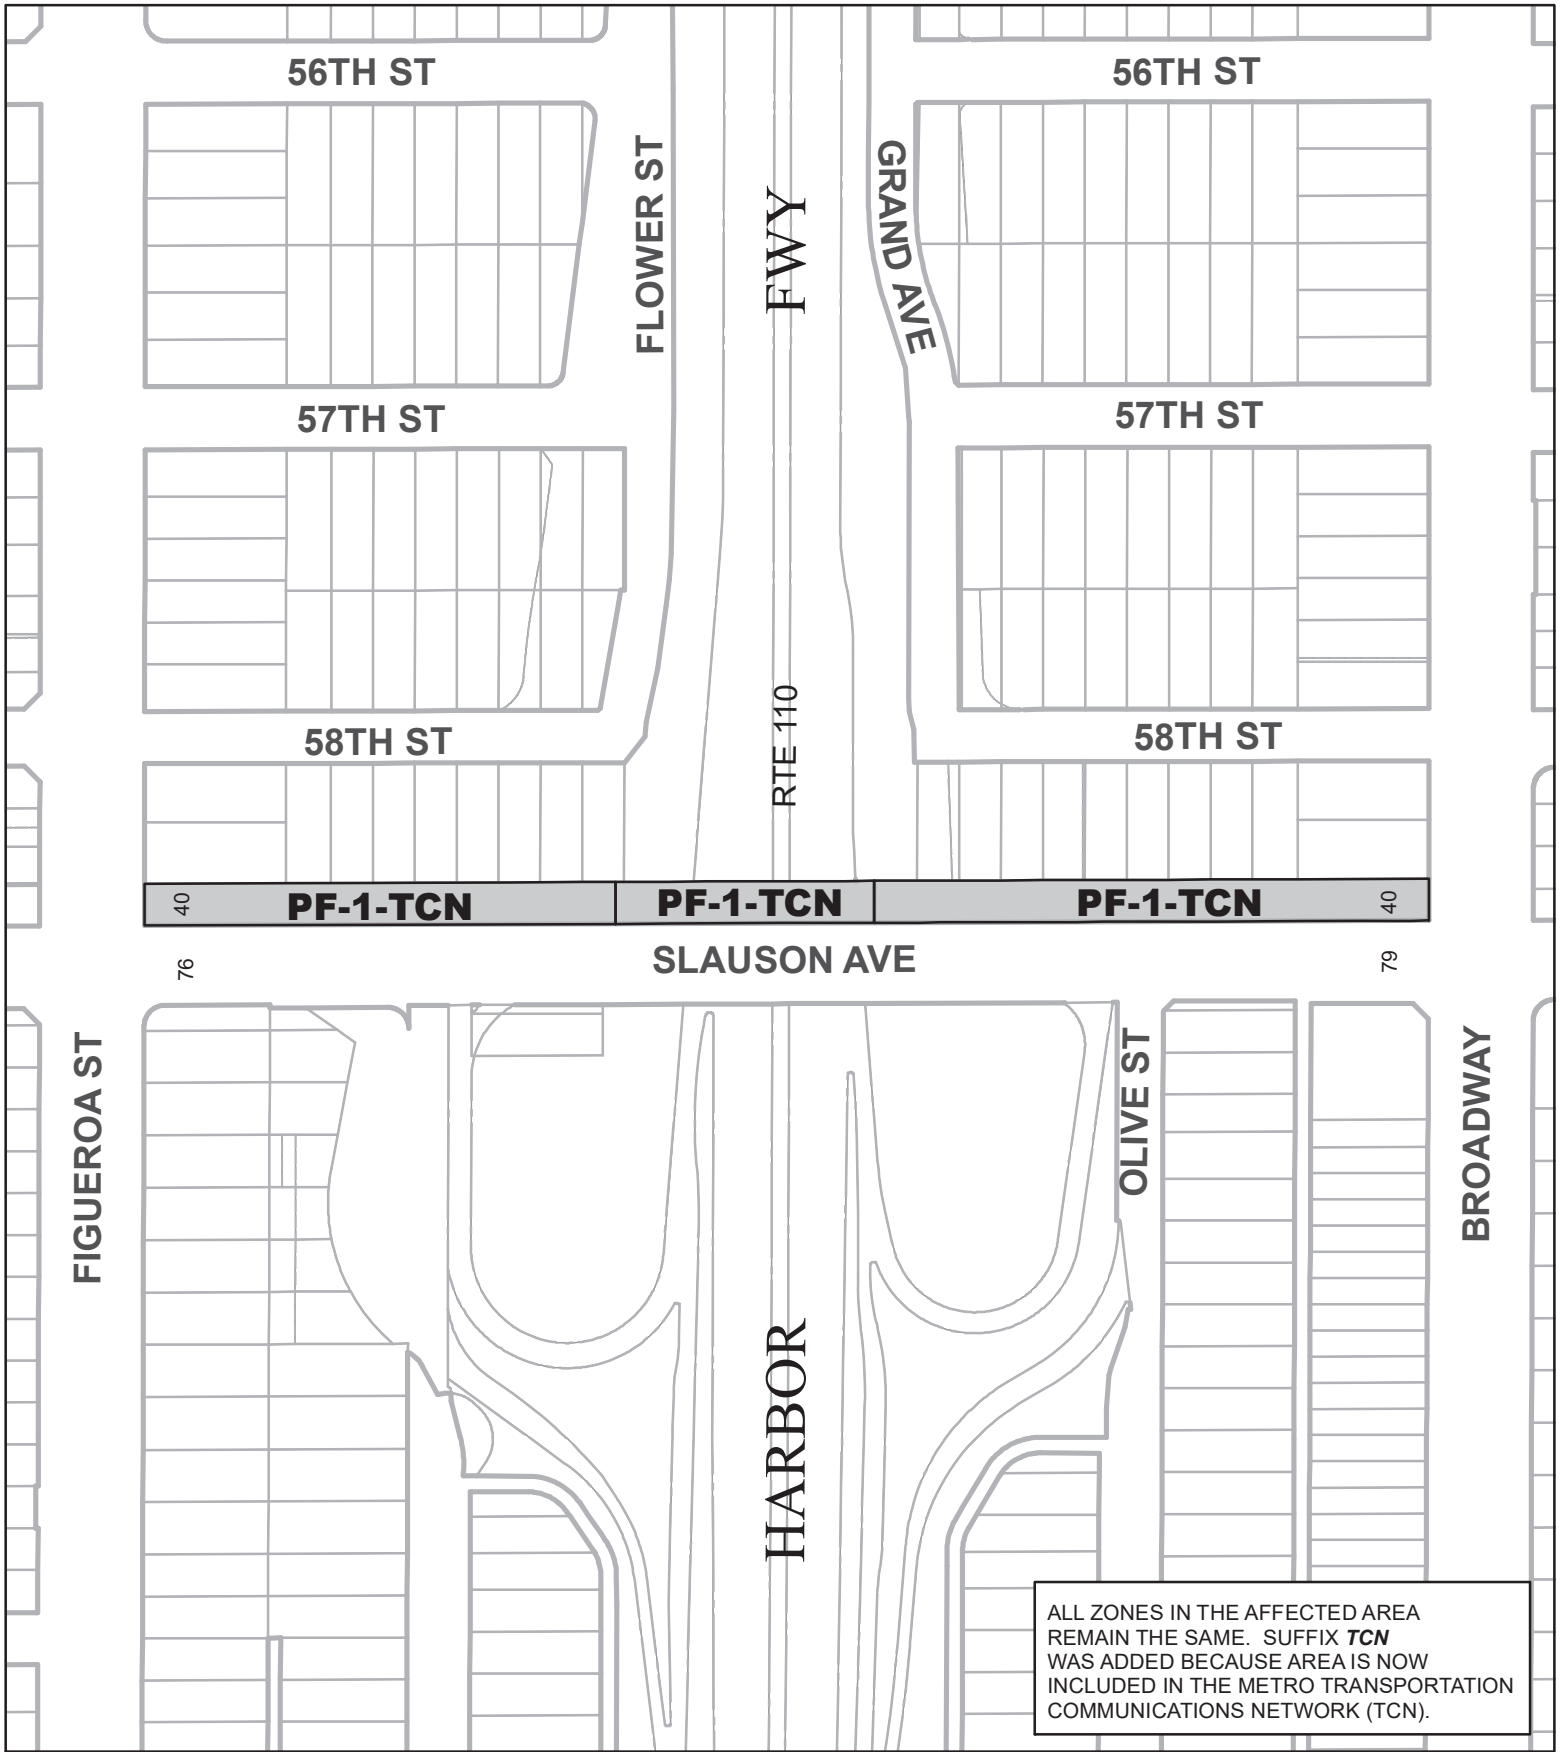 56TH ST
56TH ST
FLOWER ST
FWY
GRAND AVE
57TH ST
57TH ST
58TH ST
RTE 110
58TH ST
40
PF-1-TCN
PF-1-TCN
PF-1-TCN
40
76
SLAUSON AVE
79
FIGUEROA ST
OLIVE ST
BROADWAY
HARBOR
ALL ZONES IN THE AFFECTED AREA
REMAIN THE SAME. SUFFIX TCN
WAS ADDED BECAUSE AREA IS NOW
INCLUDED IN THE METRO TRANSPORTATION
COMMUNICATIONS NETWORK (TCN).